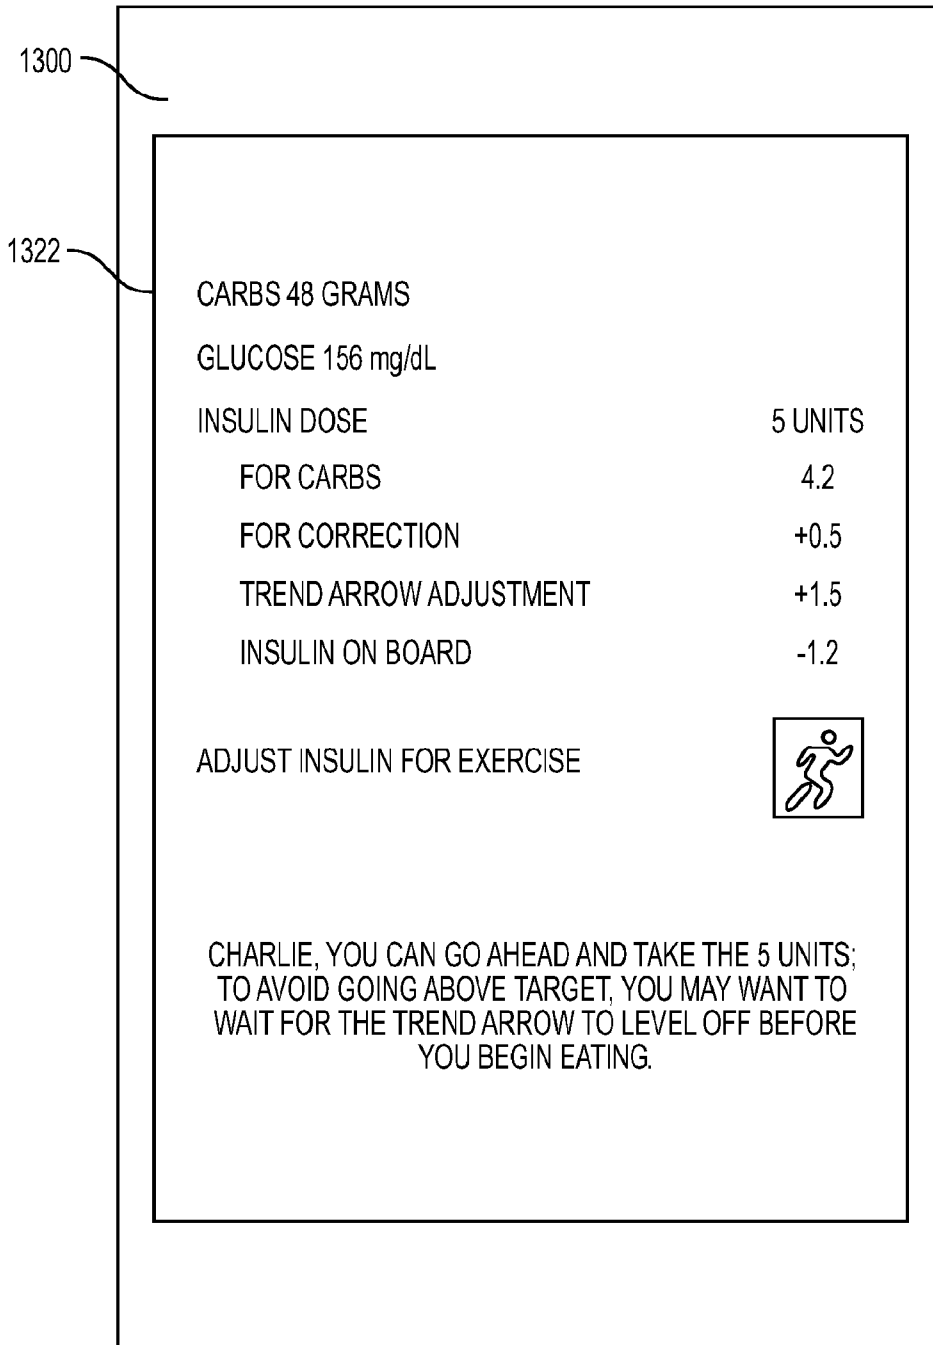 1300
1322
CARBS 48 GRAMS
GLUCOSE 156 mg/dL
INSULIN DOSE 5 UNITS
FOR CARBS 4.2
FOR CORRECTION +0.5
TREND ARROW ADJUSTMENT +1.5
INSULIN ON BOARD -1.2
ADJUST INSULIN FOR EXERCISE
CHARLIE, YOU CAN GO AHEAD AND TAKE THE 5 UNITS;
TO AVOID GOING ABOVE TARGET, YOU MAY WANT TO
WAIT FOR THE TREND ARROW TO LEVEL OFF BEFORE
YOU BEGIN EATING.